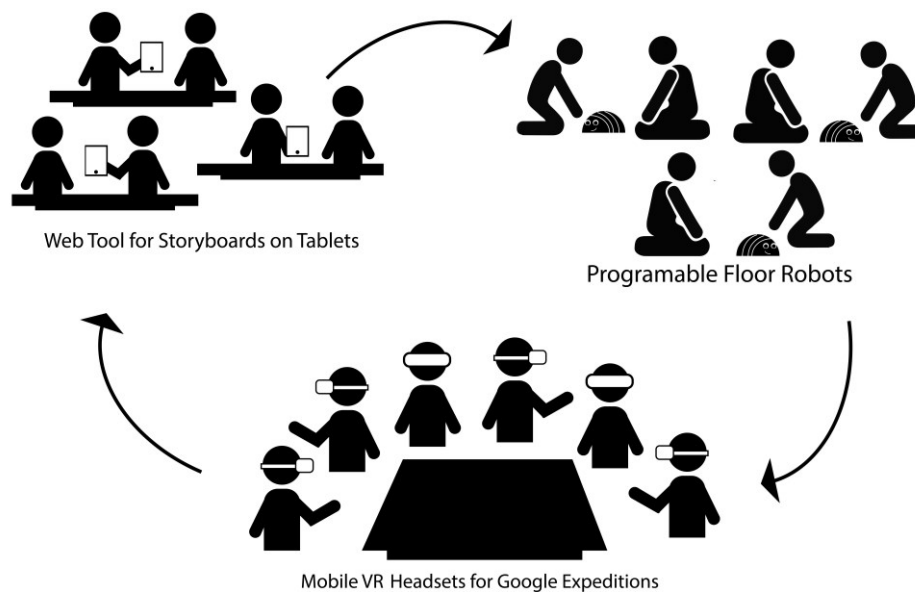 Web Tool for Storyboards on Tablets
Programable Floor Robots
Mobile VR Headsets for Google Expeditions